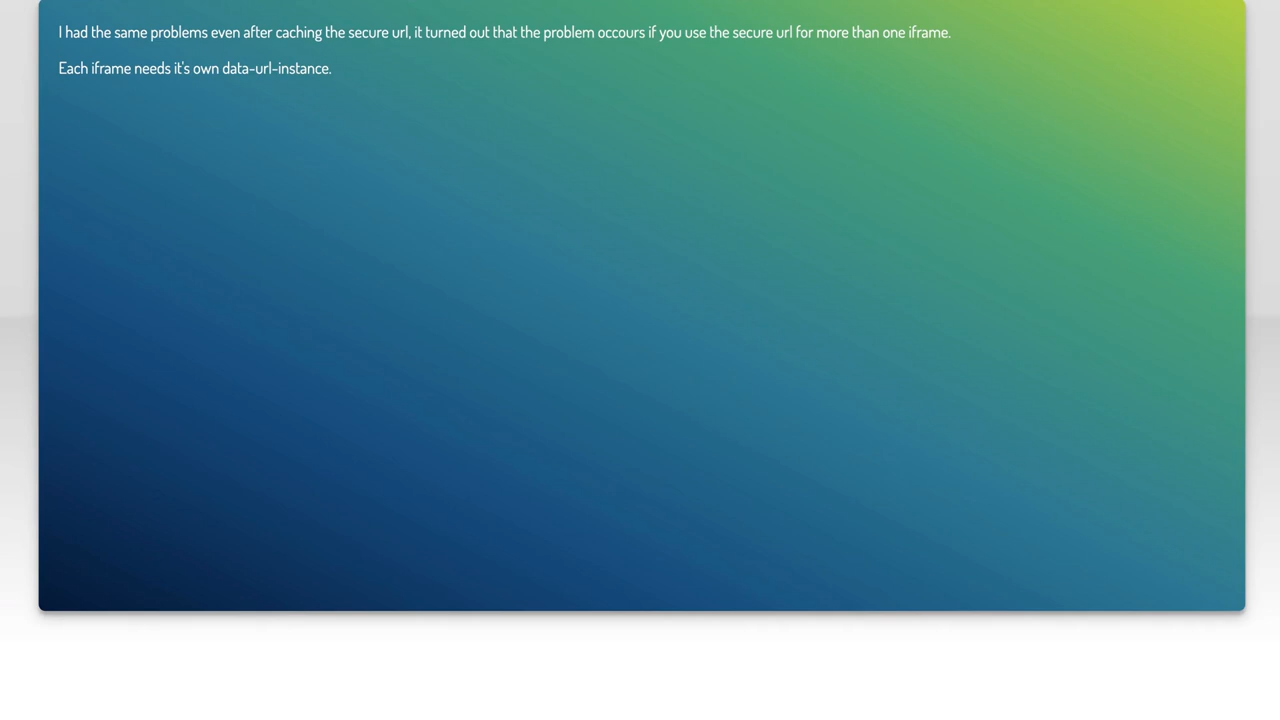 I had the same problems even after caching the secure url, it turned out that the problem occours if you use the secure url for more than one iframe.
Each iframe needs it's own data-url-instance.